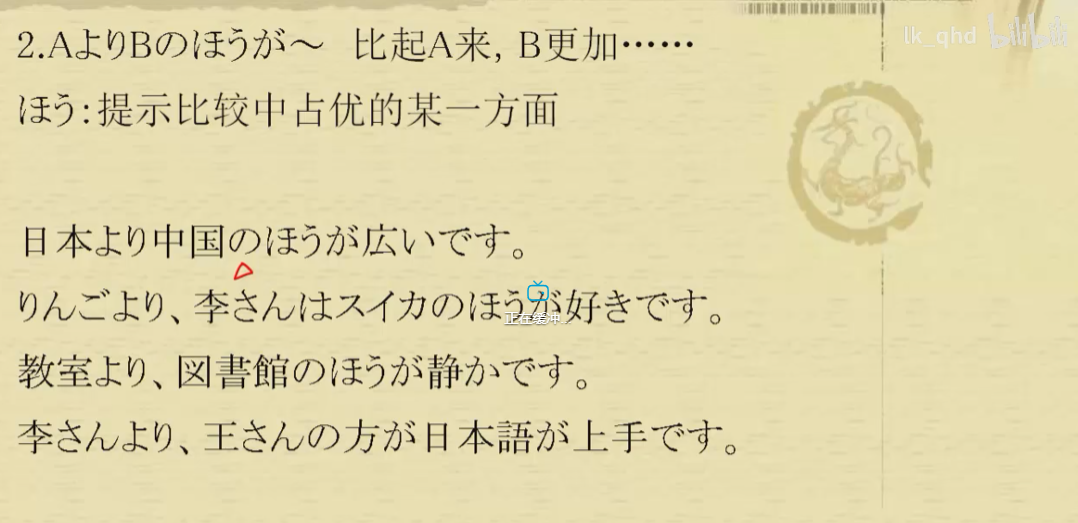 lk_qhd bilibili
2.AよりBのほうが～ 比起A来，B更加……
ほう：提示比较中占优的某一方面
日本より中国のほうが広いです。
りんごより、李さんはスイカのほうが好きです。
正在缓冲...
教室より、図書館のほうが静かです。
李さんより、王さんの方が日本語が上手です。